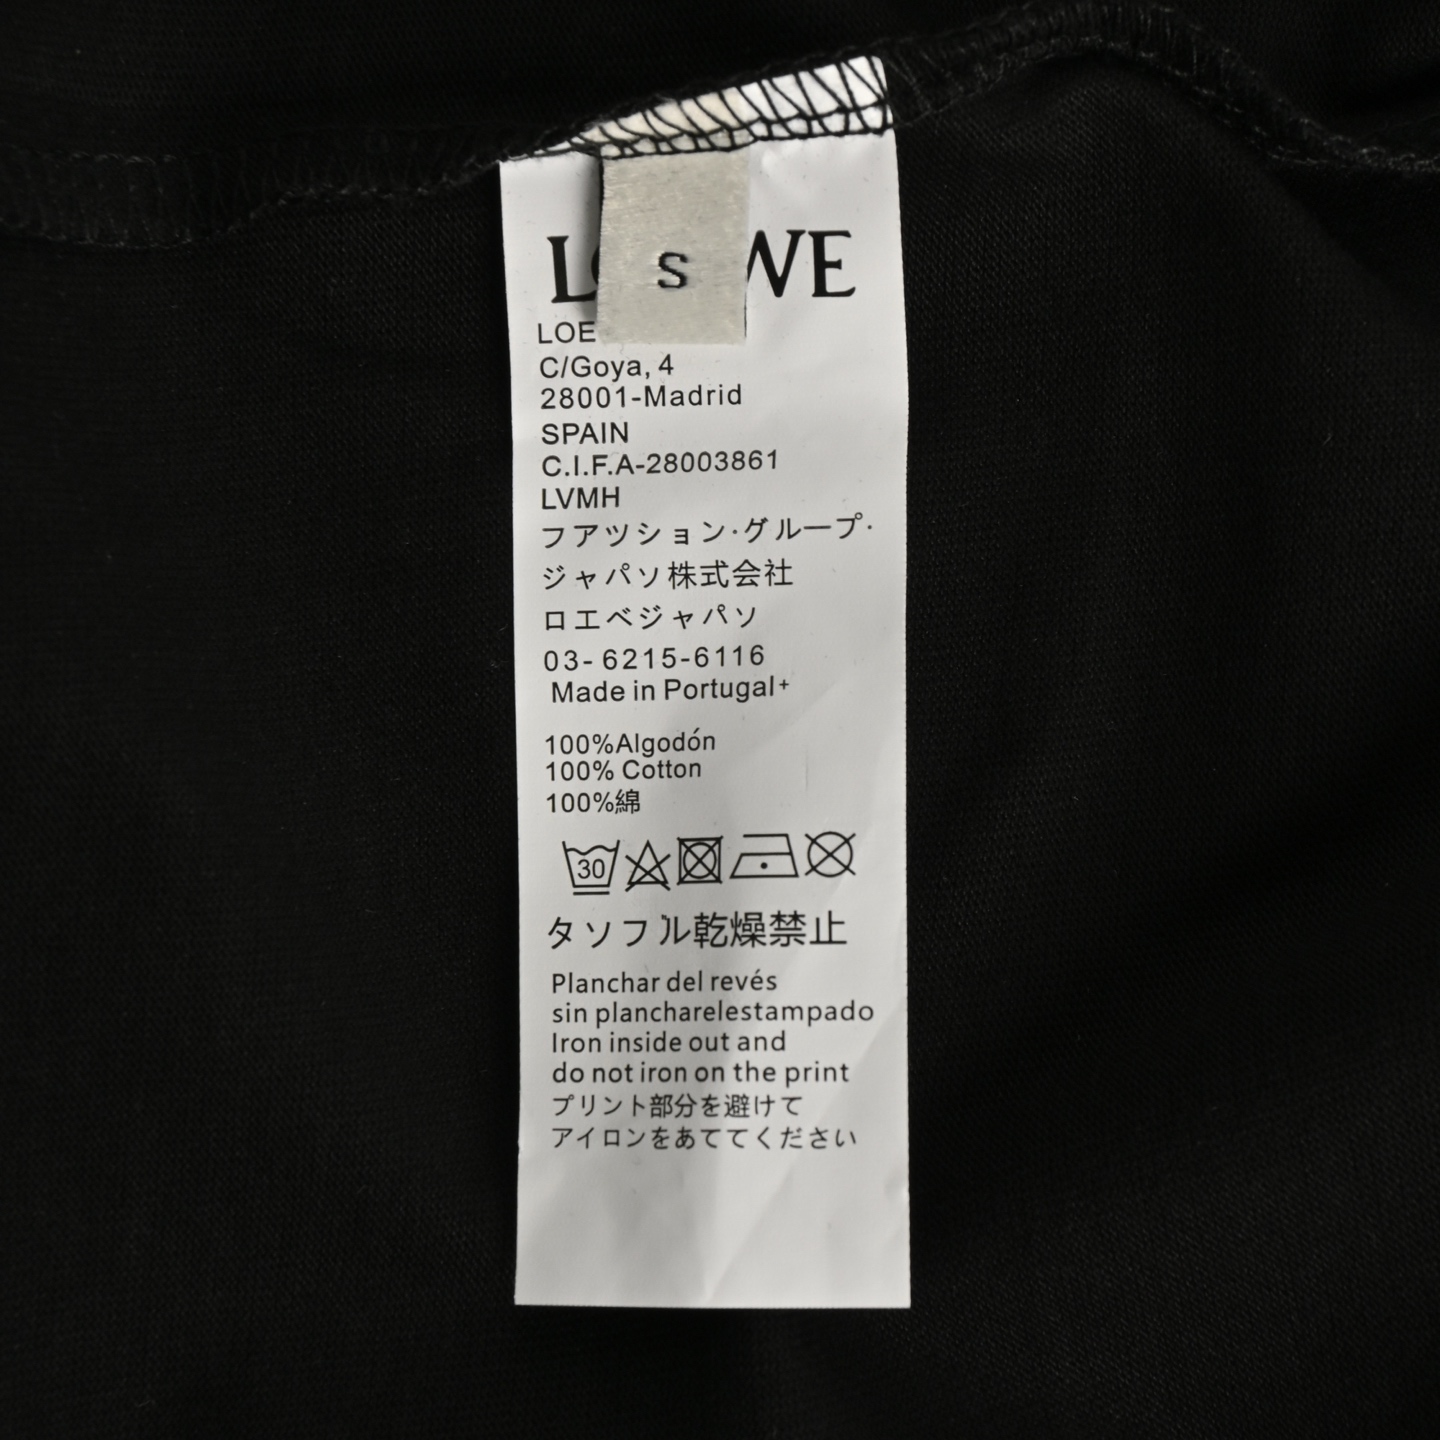 S
LOE
C/Goya, 4
28001-Madrid
SPAIN
C.I.F.A-28003861
LVMH
フアツション·グループ·
ジャパソ株式会社
ロエベジャパソ
03- 6215-6116
Made in Portugal+
100%Algodón
100% Cotton
100%綿
30
タソフル乾燥禁止
Planchar del revés
sin plancharelestampado
Iron inside out and
do not iron on the print
プリント部分を避けて
アイロンをあててください